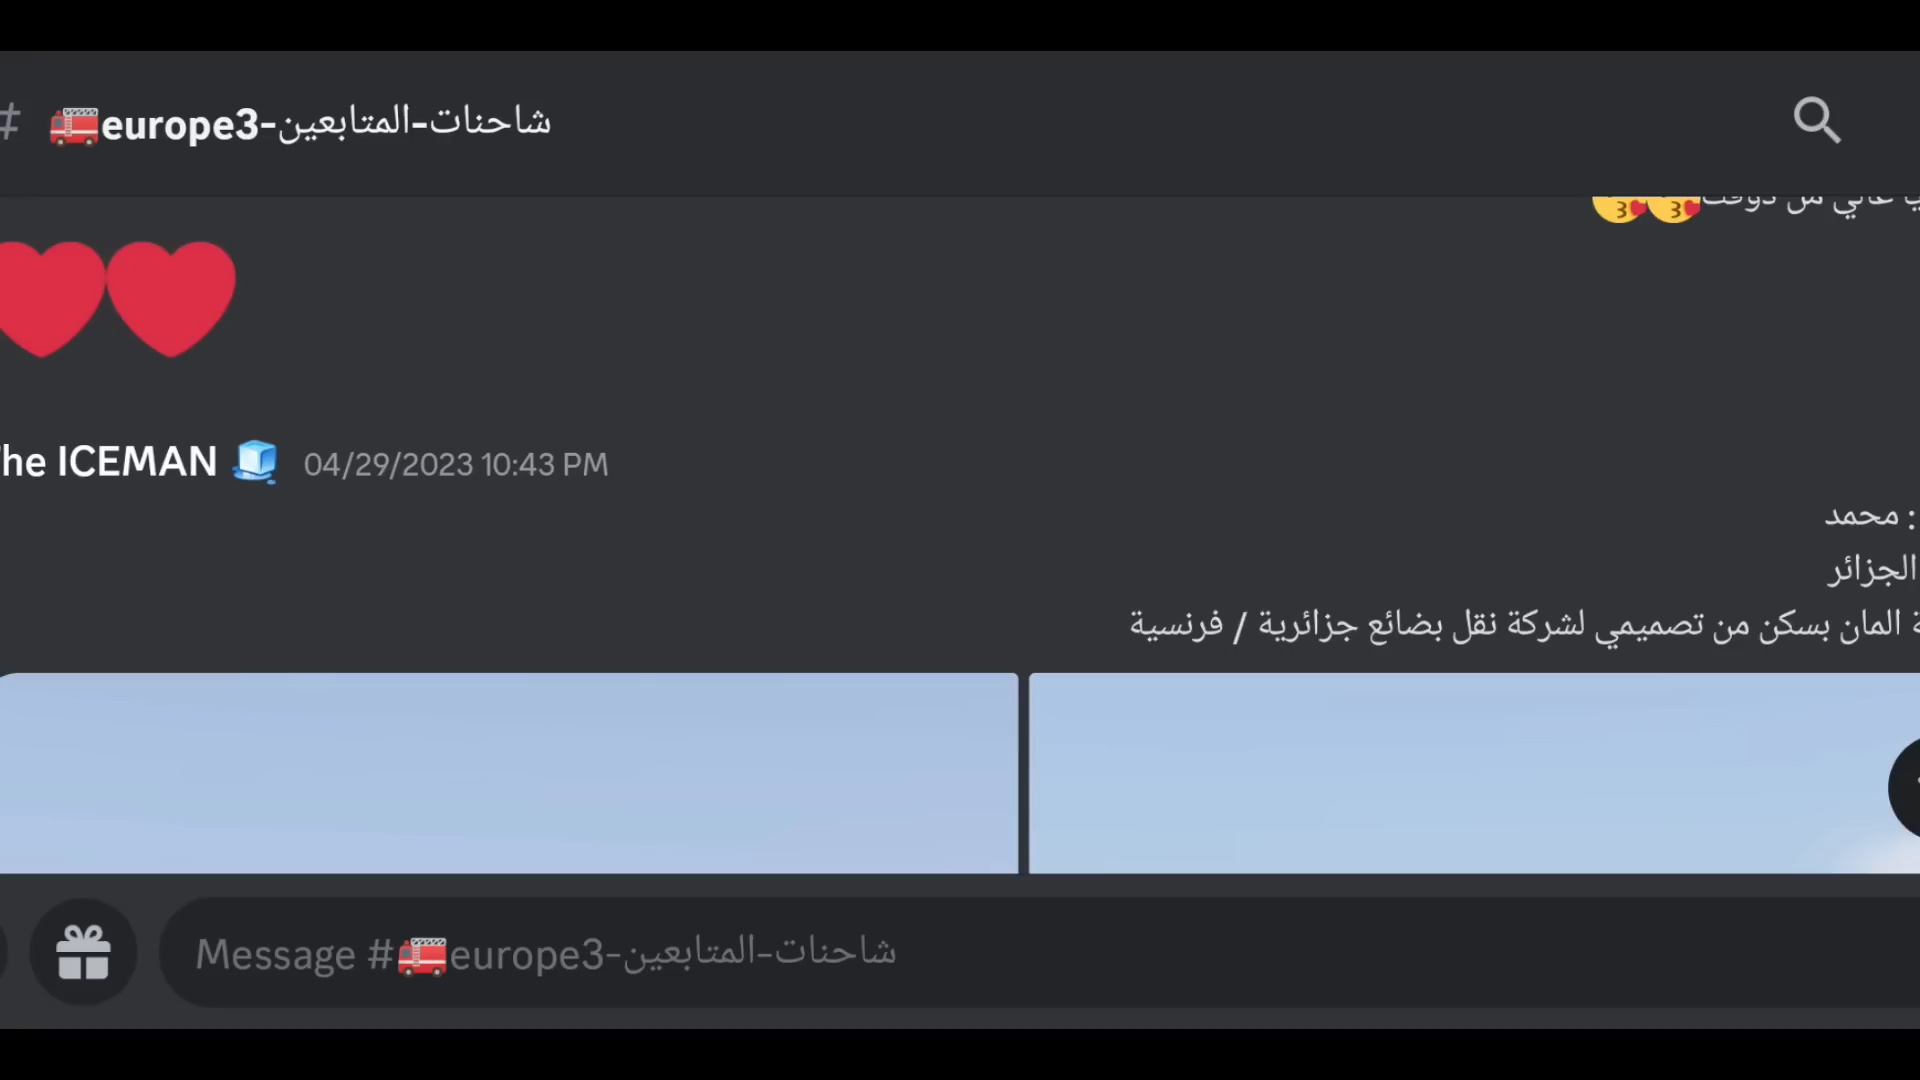 # 🚒europe3-شاحنات-المتابعين
The ICEMAN 🧊 04/29/2023 10:43 PM
: محمد
الجزائر
المان بسكن من تصميمي لشركة نقل بضائع جزائرية / فرنسية
Message #🚒europe3-شاحنات-المتابعين